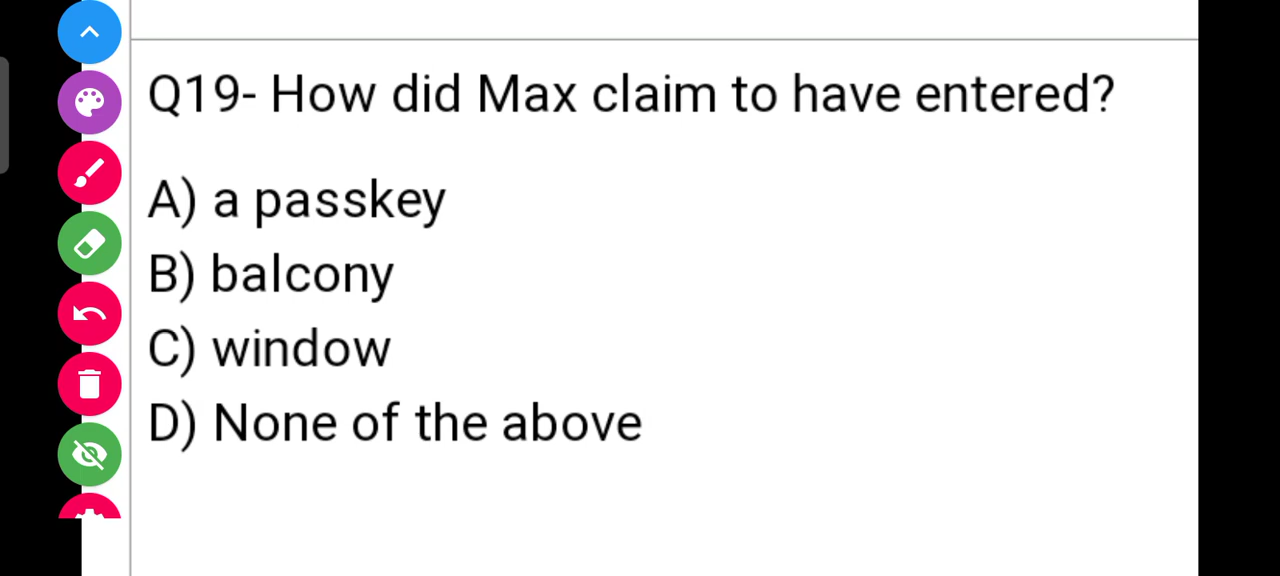 Q19- How did Max claim to have entered?
A) a passkey
B) balcony
C) window
D) None of the above